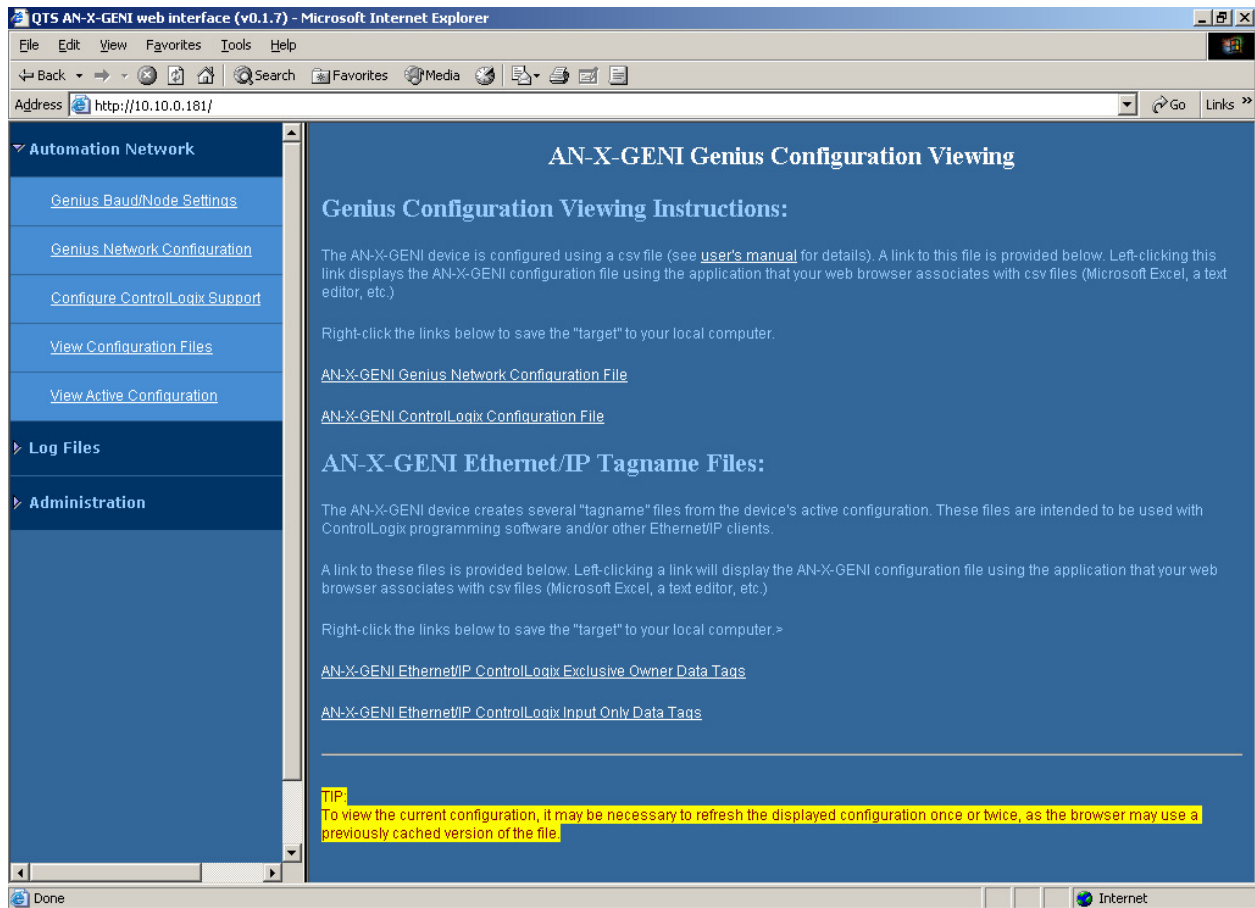 QTS AN-X-GENI web interface (v0.1.7) - Microsoft Internet Explorer
File Edit View Favorites Tools Help
Back Search Favorites Media
Address http://10.10.0.181/ Go Links »
Automation Network
Genius Baud/Node Settings
Genius Network Configuration
Configure ControlLogix Support
View Configuration Files
View Active Configuration
Log Files
Administration
AN-X-GENI Genius Configuration Viewing
Genius Configuration Viewing Instructions:
The AN-X-GENI device is configured using a csv file (see user's manual for details). A link to this file is provided below. Left-clicking this
link displays the AN-X-GENI configuration file using the application that your web browser associates with csv files (Microsoft Excel, a text
editor, etc.)
Right-click the links below to save the "target" to your local computer.
AN-X-GENI Genius Network Configuration File
AN-X-GENI ControlLogix Configuration File
AN-X-GENI Ethernet/IP Tagname Files:
The AN-X-GENI device creates several "tagname" files from the device's active configuration. These files are intended to be used with
ControlLogix programming software and/or other Ethernet/IP clients.
A link to these files is provided below. Left-clicking a link will display the AN-X-GENI configuration file using the application that your web
browser associates with csv files (Microsoft Excel, a text editor, etc.)
Right-click the links below to save the "target" to your local computer.>
AN-X-GENI Ethernet/IP ControlLogix Exclusive Owner Data Tags
AN-X-GENI Ethernet/IP ControlLogix Input Only Data Tags
TIP:
To view the current configuration, it may be necessary to refresh the displayed configuration once or twice, as the browser may use a
previously cached version of the file.
Done Internet